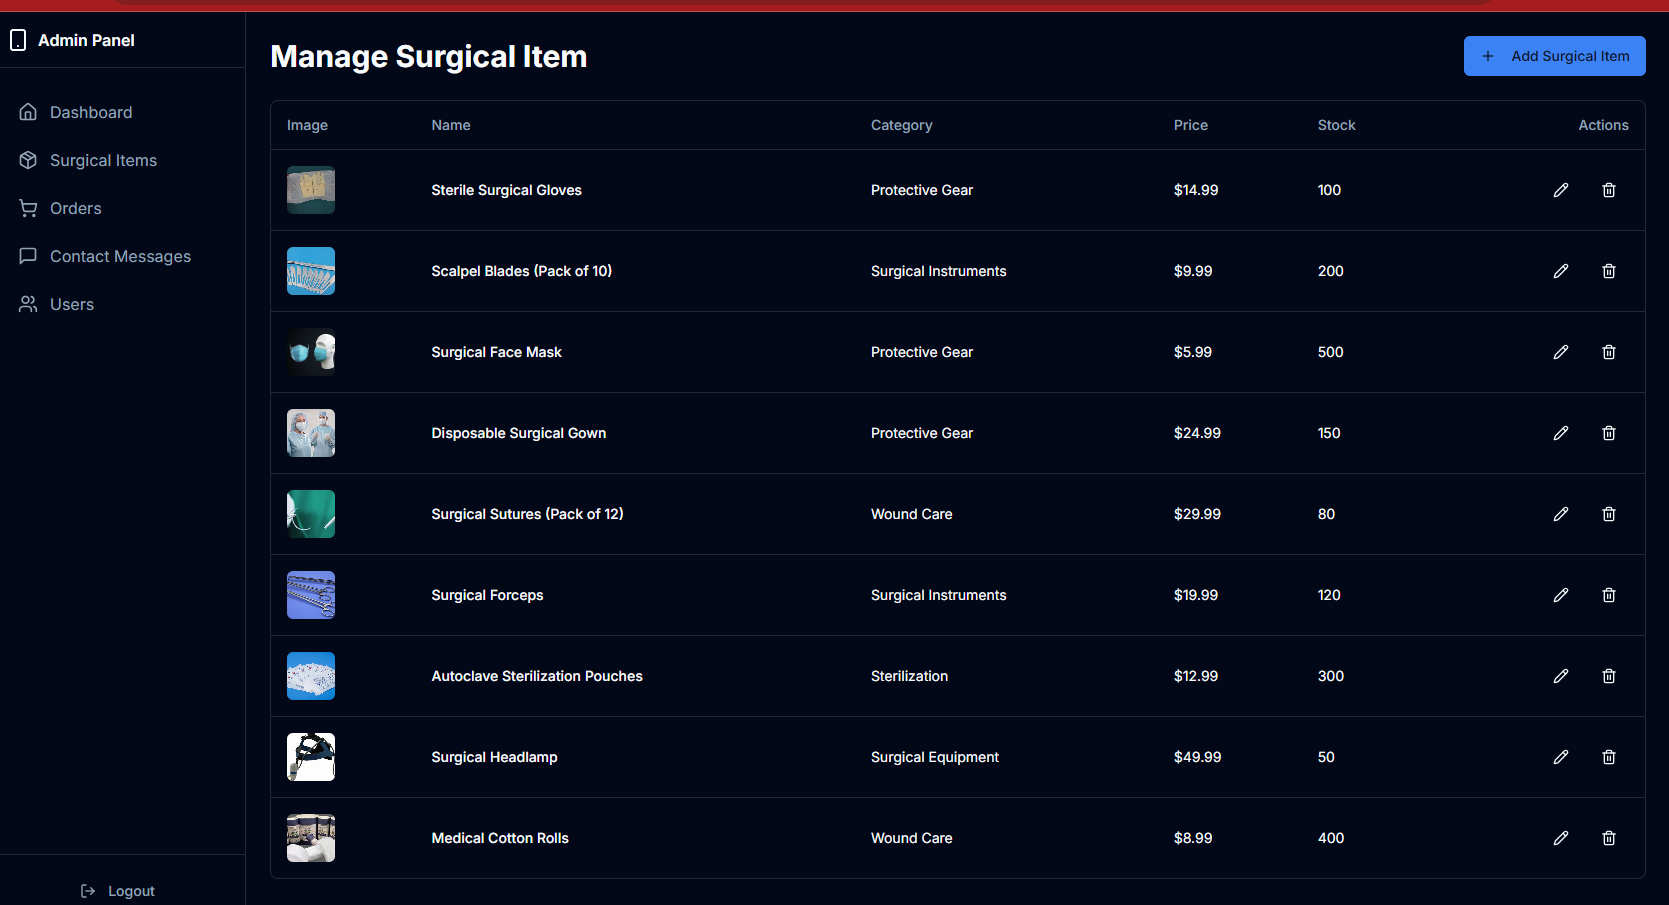 Admin Panel
Dashboard
Surgical Items
Orders
Contact Messages
Users
Logout
Manage Surgical Item
Add Surgical Item
Image Name Category Price Stock Actions
Sterile Surgical Gloves Protective Gear $14.99 100
Scalpel Blades (Pack of 10) Surgical Instruments $9.99 200
Surgical Face Mask Protective Gear $5.99 500
Disposable Surgical Gown Protective Gear $24.99 150
Surgical Sutures (Pack of 12) Wound Care $29.99 80
Surgical Forceps Surgical Instruments $19.99 120
Autoclave Sterilization Pouches Sterilization $12.99 300
Surgical Headlamp Surgical Equipment $49.99 50
Medical Cotton Rolls Wound Care $8.99 400